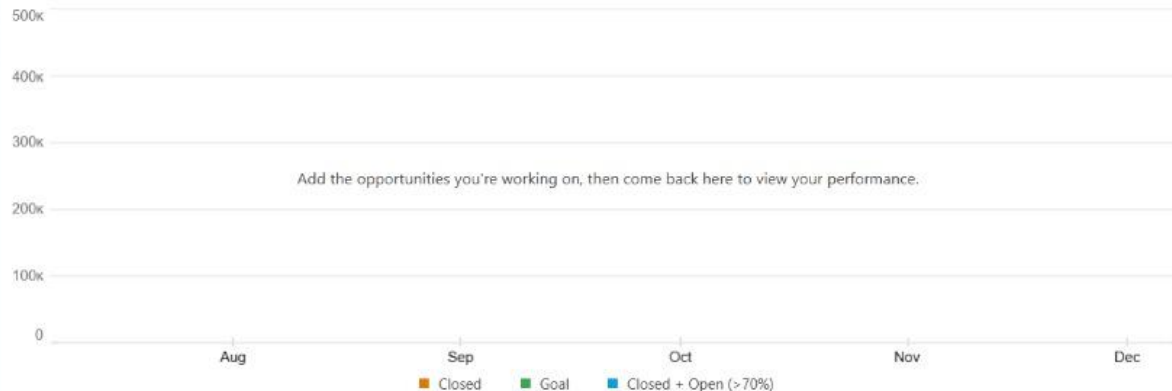 500K
400K
300K
Add the opportunities you're working on, then come back here to view your performance.
200K
100K
0
Aug Sep Oct Nov Dec
Closed Goal Closed + Open (>70%)